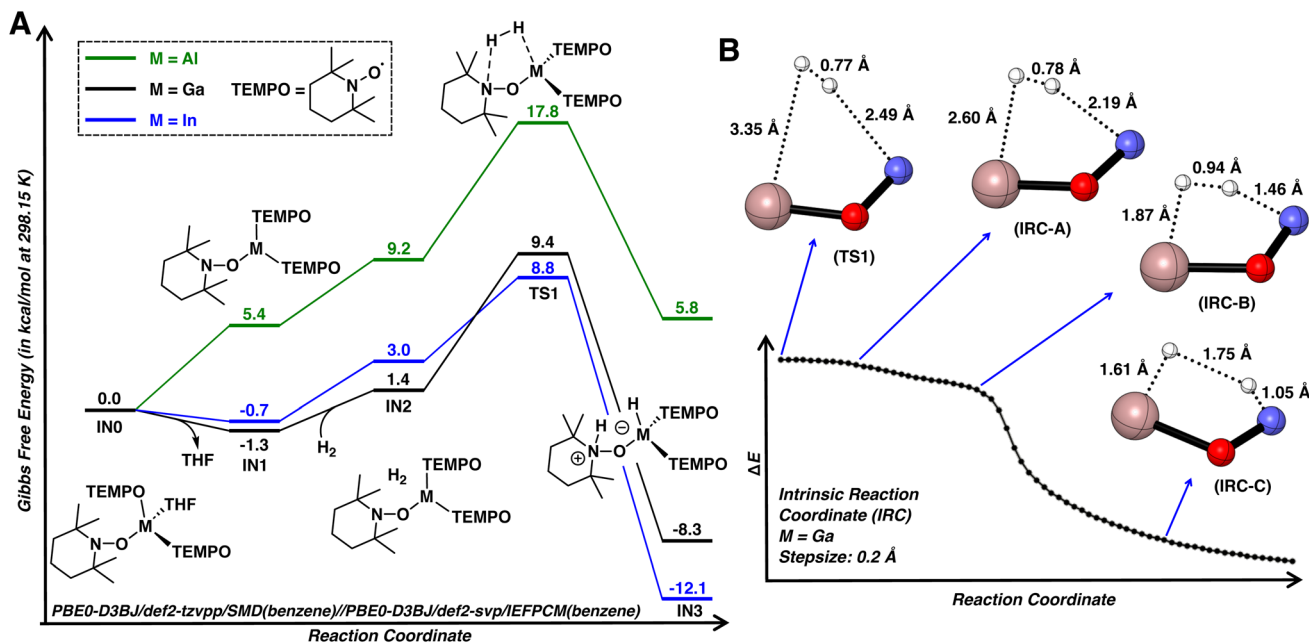 A
Gibbs Free Energy (in kcal/mol at 298.15 K)
M = Al
M = Ga
M = In
TEMPO =
N
O•
H
H
N
O
M
TEMPO
TEMPO
17.8
TEMPO
N
O
M
TEMPO
9.2
5.4
9.4
8.8
TS1
5.8
0.0
IN0
-0.7
-1.3
IN1
THF
3.0
1.4
IN2
H2
TEMPO
THF
N
O
M
TEMPO
H2
TEMPO
N
O
M
TEMPO
H
H
⊖
⊕
N
O
M
TEMPO
TEMPO
-8.3
-12.1
IN3
PBE0-D3BJ/def2-tzvpp/SMD(benzene)//PBE0-D3BJ/def2-svp/IEFPCM(benzene)
Reaction Coordinate
B
0.77 Å
3.35 Å
2.49 Å
(TS1)
0.78 Å
2.60 Å
2.19 Å
(IRC-A)
0.94 Å
1.87 Å
1.46 Å
(IRC-B)
1.75 Å
1.61 Å
1.05 Å
(IRC-C)
ΔE
Intrinsic Reaction
Coordinate (IRC)
M = Ga
Stepsize: 0.2 Å
Reaction Coordinate